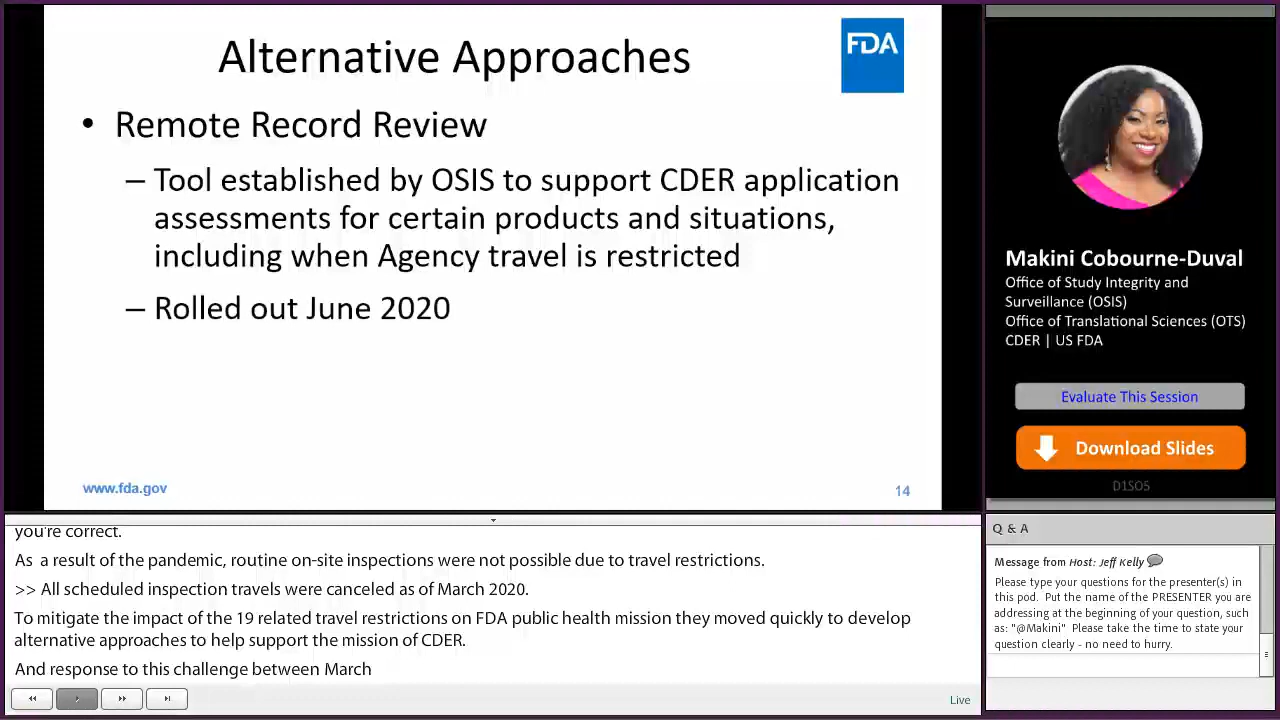 Alternative Approaches
FDA
• Remote Record Review
– Tool established by OSIS to support CDER application
assessments for certain products and situations,
including when Agency travel is restricted
– Rolled out June 2020
www.fda.gov
14
Makini Cobourne-Duval
Office of Study Integrity and
Surveillance (OSIS)
Office of Translational Sciences (OTS)
CDER | US FDA
Evaluate This Session
Download Slides
D1SO5
you're correct.
As a result of the pandemic, routine on-site inspections were not possible due to travel restrictions.
>> All scheduled inspection travels were canceled as of March 2020.
To mitigate the impact of the 19 related travel restrictions on FDA public health mission they moved quickly to develop
alternative approaches to help support the mission of CDER.
And response to this challenge between March
Live
Q & A
Message from Host: Jeff Kelly
Please type your questions for the presenter(s) in
this pod. Put the name of the PRESENTER you are
addressing at the beginning of your question, such
as: "@Makini" Please take the time to state your
question clearly - no need to hurry.